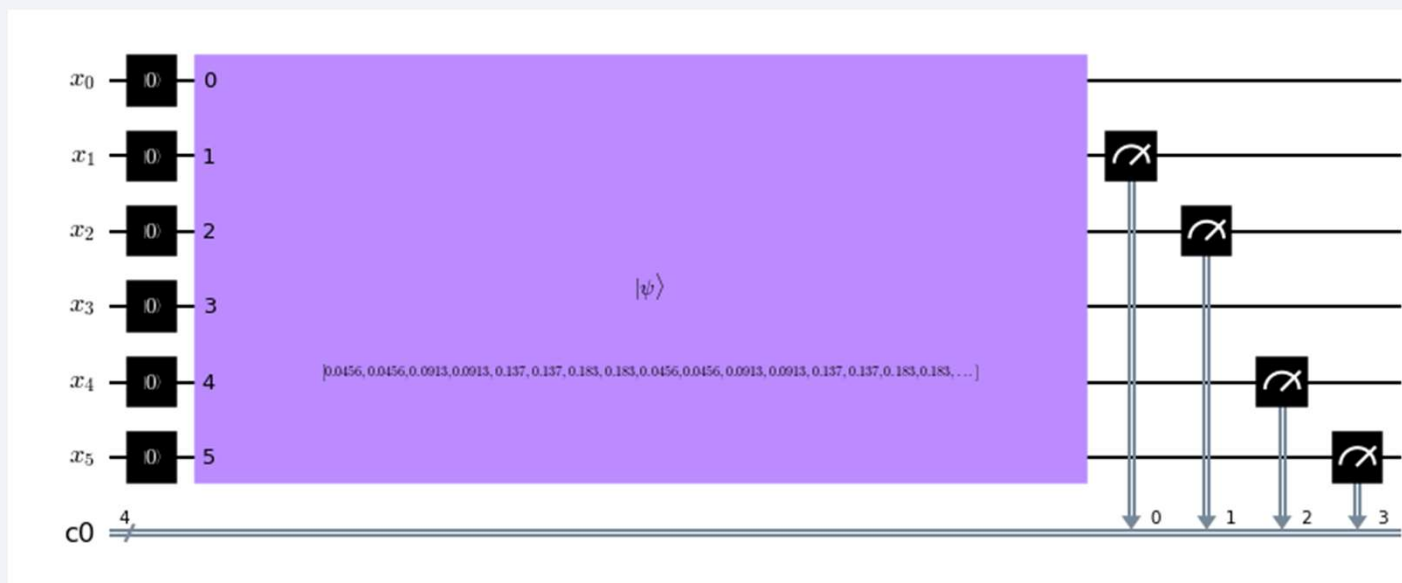 x₀ |0⟩ 0
x₁ |0⟩ 1
x₂ |0⟩ 2
|ψ⟩
x₃ |0⟩ 3
[0.0456, 0.0456, 0.0913, 0.0913, 0.137, 0.137, 0.183, 0.183, 0.0456, 0.0456, 0.0913, 0.0913, 0.137, 0.137, 0.183, 0.183, ...]
x₄ |0⟩ 4
x₅ |0⟩ 5
4 0 1 2 3
c0